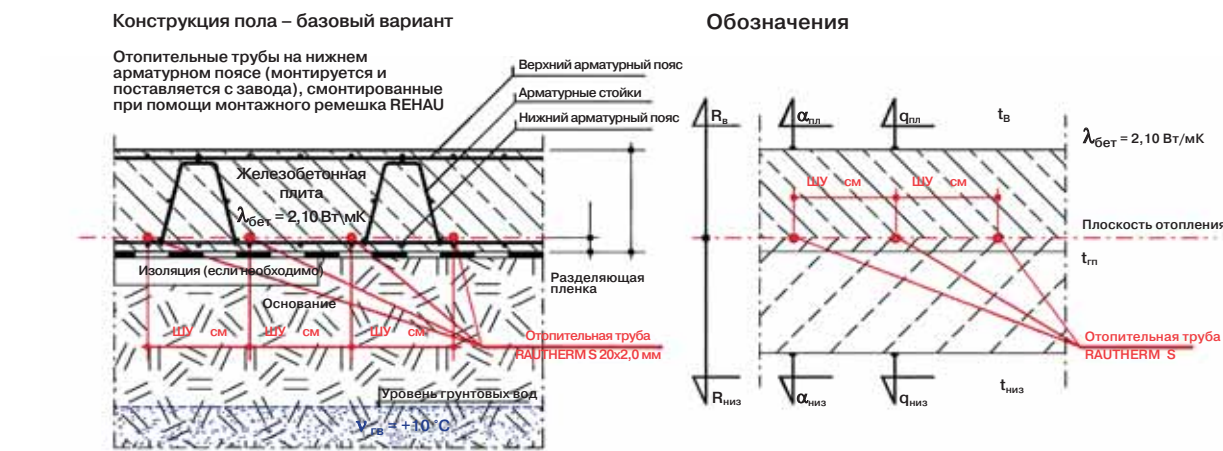 Конструкция пола – базовый вариант
Отопительные трубы на нижнем
арматурном поясе (монтируется и
поставляется с завода), смонтированные
при помощи монтажного ремешка REHAU
Верхний арматурный пояс
Арматурные стойки
Нижний арматурный пояс
Железобетонная
плита
λбет = 2,10 Вт мК
Изоляция (если необходимо)
Разделяющая
пленка
Основание
ШУ см ШУ см ШУ см
Отопительная труба
RAUTHERM S 20x2,0 мм
Уровень грунтовых вод
νгв = +10 °C
Обозначения
Rв αпл qпл tв
λбет = 2,10 Вт/мК
ШУ см ШУ см
Плоскость отопления
tгп
Отопительная труба
RAUTHERM S
Rниз αниз qниз tниз